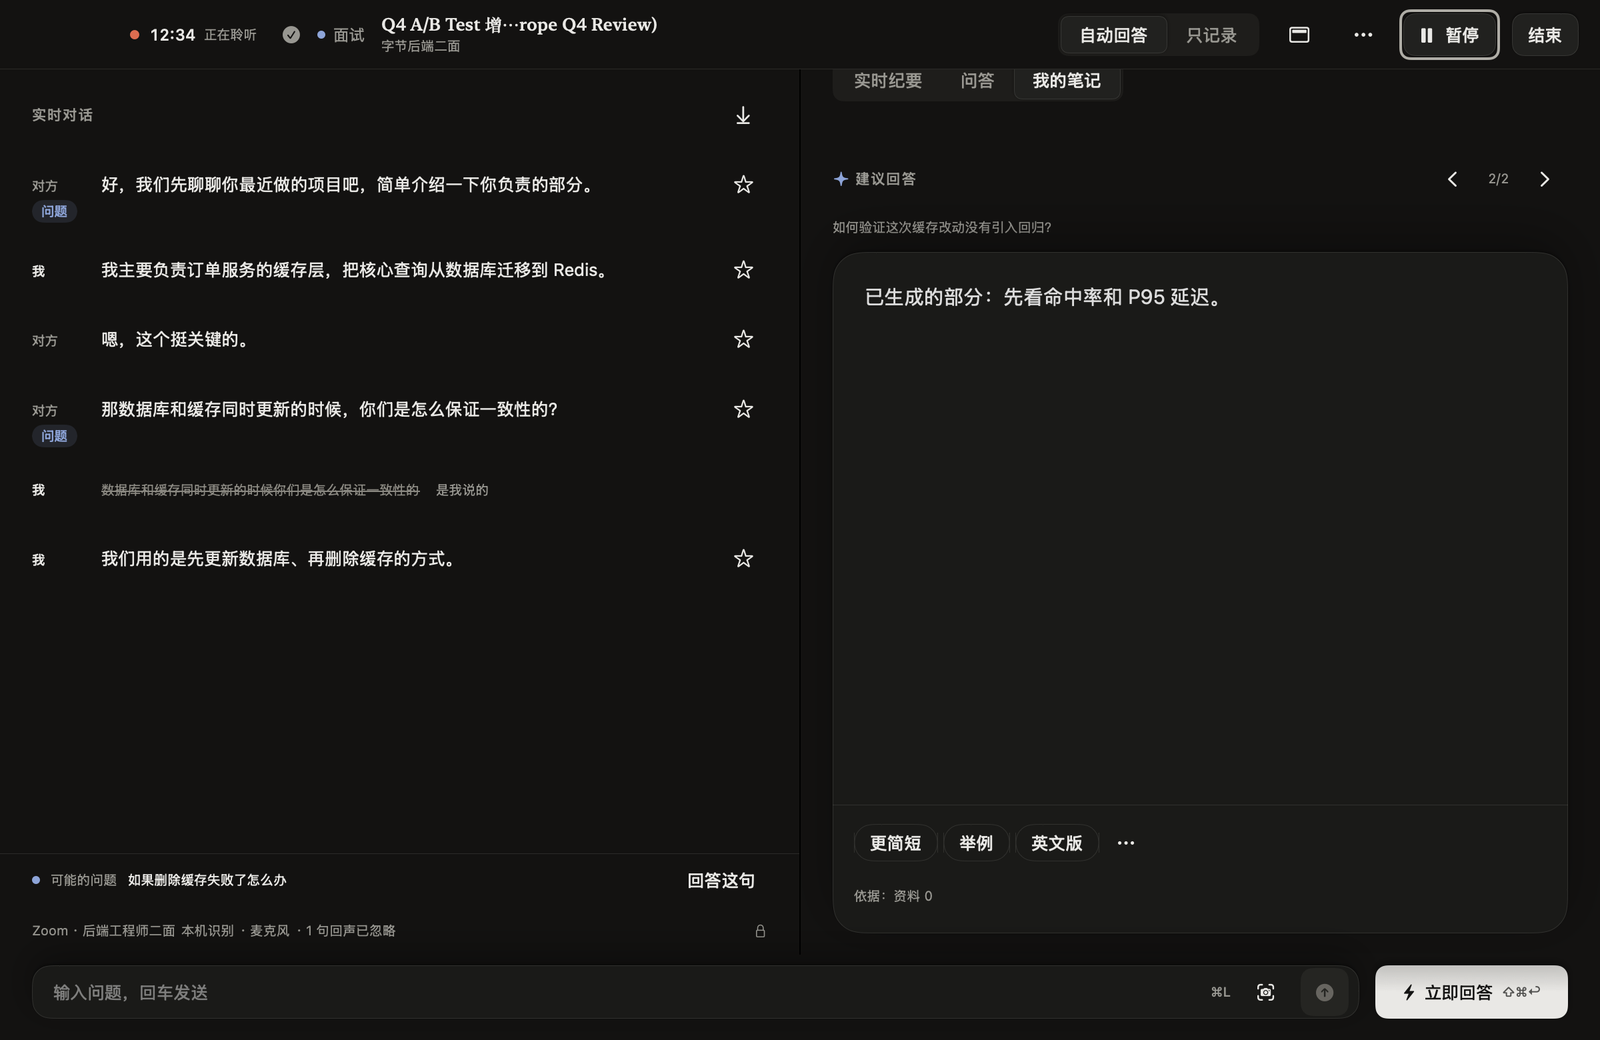 12:34 正在聆听 面试 Q4 A/B Test 增…rope Q4 Review)
字节后端二面
自动回答 只记录 暂停 结束
实时对话
对方 好，我们先聊聊你最近做的项目吧，简单介绍一下你负责的部分。
问题
我 我主要负责订单服务的缓存层，把核心查询从数据库迁移到 Redis。
对方 嗯，这个挺关键的。
对方 那数据库和缓存同时更新的时候，你们是怎么保证一致性的？
问题
我 数据库和缓存同时更新的时候你们是怎么保证一致性的 是我说的
我 我们用的是先更新数据库、再删除缓存的方式。
可能的问题 如果删除缓存失败了怎么办 回答这句
Zoom · 后端工程师二面 本机识别 · 麦克风 · 1 句回声已忽略
实时纪要 问答 我的笔记
建议回答 2/2
如何验证这次缓存改动没有引入回归？
已生成的部分：先看命中率和 P95 延迟。
更简短 举例 英文版
依据：资料 0
输入问题，回车发送 ⌘L
立即回答 ⇧⌘↩